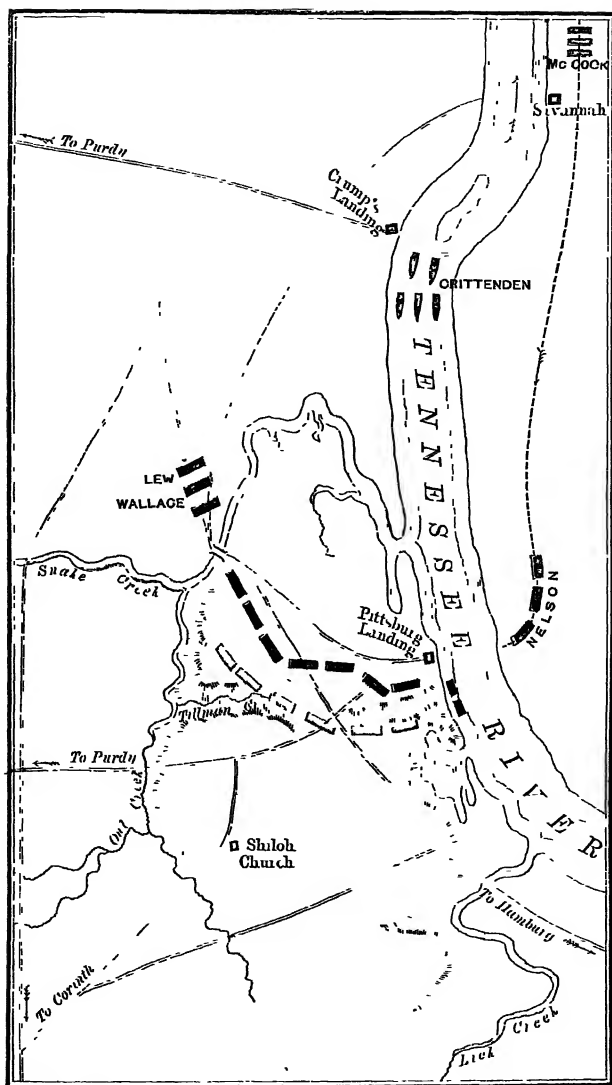 McCOOK
Savannah
To Purdy
Crump's
Landing
CRITTENDEN
TENNESSEE RIVER
LEW
WALLACE
Snake Creek
NELSON
Pittsburg
Landing
Tillman
To Purdy
Owl Creek
Shiloh
Church
To Hamburg
To Corinth
Lick Creek